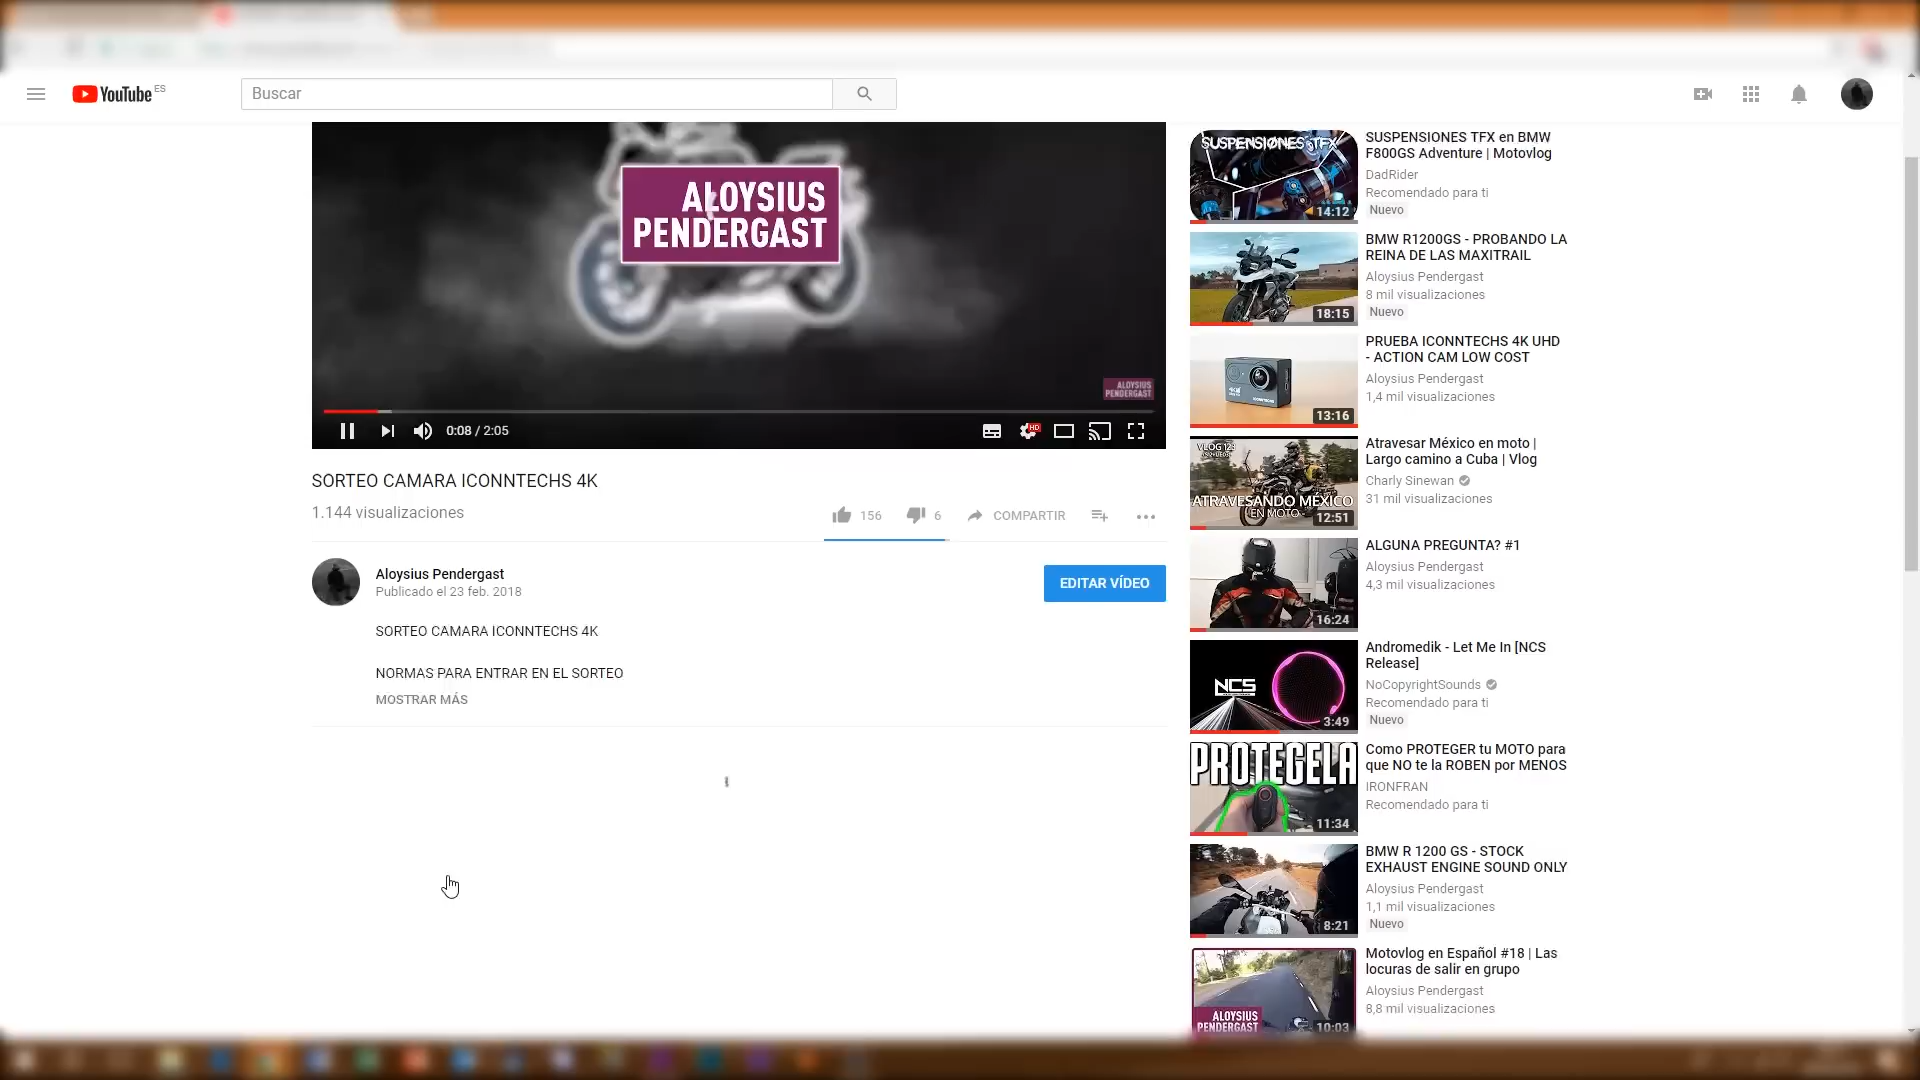 YouTube ES
Buscar
ALOYSIUS
PENDERGAST
ALOYSIUS
PENDERGAST
0:08 / 2:05
HD
SORTEO CAMARA ICONNTECHS 4K
1.144 visualizaciones
156
6
COMPARTIR
Aloysius Pendergast
Publicado el 23 feb. 2018
EDITAR VÍDEO
SORTEO CAMARA ICONNTECHS 4K
NORMAS PARA ENTRAR EN EL SORTEO
MOSTRAR MÁS
SUSPENSIONES TFX
14:12
SUSPENSIONES TFX en BMW
F800GS Adventure | Motovlog
DadRider
Recomendado para ti
Nuevo
18:15
BMW R1200GS - PROBANDO LA
REINA DE LAS MAXITRAIL
Aloysius Pendergast
8 mil visualizaciones
Nuevo
13:16
PRUEBA ICONNTECHS 4K UHD
- ACTION CAM LOW COST
Aloysius Pendergast
1,4 mil visualizaciones
ATRAVESANDO MÉXICO
EN MOTO
12:51
Atravesar México en moto |
Largo camino a Cuba | Vlog
Charly Sinewan
31 mil visualizaciones
16:24
ALGUNA PREGUNTA? #1
Aloysius Pendergast
4,3 mil visualizaciones
NCS
3:49
Andromedik - Let Me In [NCS
Release]
NoCopyrightSounds
Recomendado para ti
Nuevo
PROTEGELA
11:34
Como PROTEGER tu MOTO para
que NO te la ROBEN por MENOS
IRONFRAN
Recomendado para ti
8:21
BMW R 1200 GS - STOCK
EXHAUST ENGINE SOUND ONLY
Aloysius Pendergast
1,1 mil visualizaciones
Nuevo
ALOYSIUS
PENDERGAST
10:03
Motovlog en Español #18 | Las
locuras de salir en grupo
Aloysius Pendergast
8,8 mil visualizaciones